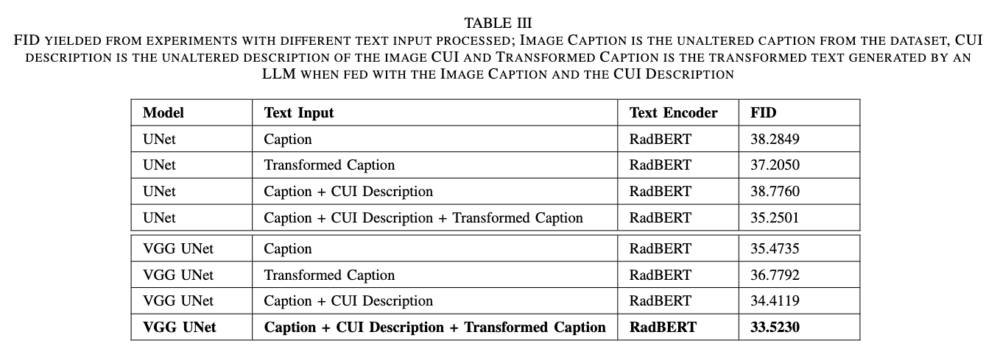 TABLE III
FID YIELDED FROM EXPERIMENTS WITH DIFFERENT TEXT INPUT PROCESSED; IMAGE CAPTION IS THE UNALTERED CAPTION FROM THE DATASET, CUI
DESCRIPTION IS THE UNALTERED DESCRIPTION OF THE IMAGE CUI AND TRANSFORMED CAPTION IS THE TRANSFORMED TEXT GENERATED BY AN
LLM WHEN FED WITH THE IMAGE CAPTION AND THE CUI DESCRIPTION
Model Text Input Text Encoder FID
UNet Caption RadBERT 38.2849
UNet Transformed Caption RadBERT 37.2050
UNet Caption + CUI Description RadBERT 38.7760
UNet Caption + CUI Description + Transformed Caption RadBERT 35.2501
VGG UNet Caption RadBERT 35.4735
VGG UNet Transformed Caption RadBERT 36.7792
VGG UNet Caption + CUI Description RadBERT 34.4119
VGG UNet Caption + CUI Description + Transformed Caption RadBERT 33.5230